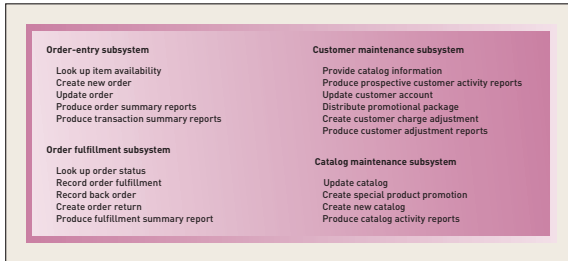 Order-entry subsystem
Look up item availability
Create new order
Update order
Produce order summary reports
Produce transaction summary reports
Order fulfillment subsystem
Look up order status
Record order fulfillment
Record back order
Create order return
Produce fulfillment summary report
Customer maintenance subsystem
Provide catalog information
Produce prospective customer activity reports
Update customer account
Distribute promotional package
Create customer charge adjustment
Produce customer adjustment reports
Catalog maintenance subsystem
Update catalog
Create special product promotion
Create new catalog
Produce catalog activity reports